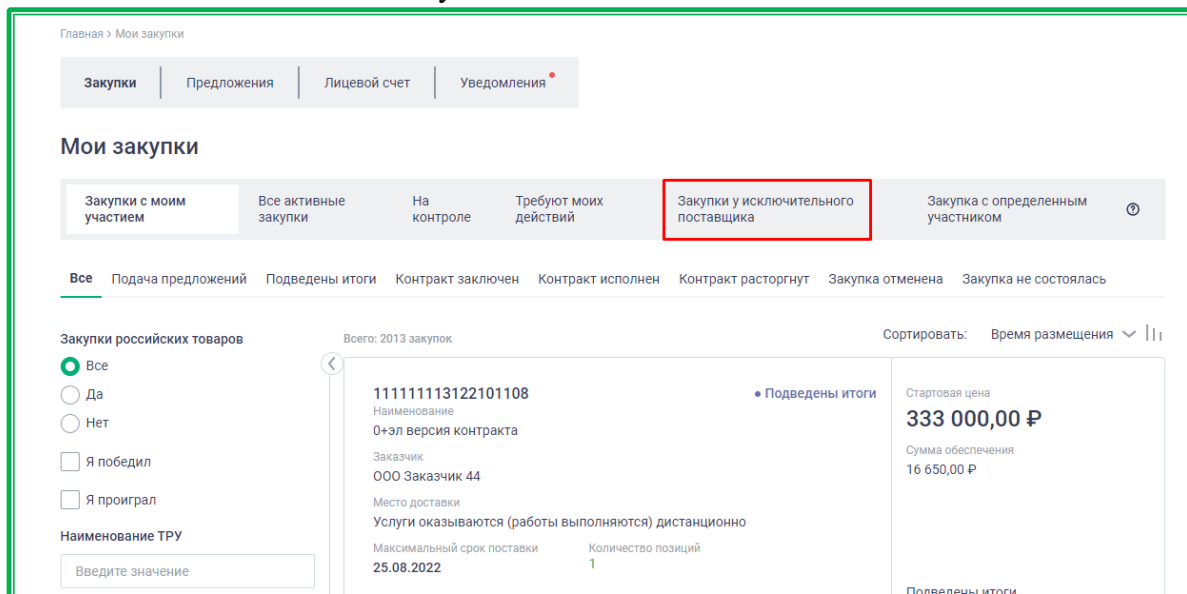 Главная > Мои закупки
Закупки Предложения Лицевой счет Уведомления
Мои закупки
Закупки с моим участием
Все активные закупки
На контроле
Требуют моих действий
Закупки у исключительного поставщика
Закупка с определенным участником
Все Подача предложений Подведены итоги Контракт заключен Контракт исполнен Контракт расторгнут Закупка отменена Закупка не состоялась
Закупки российских товаров
Все
Да
Нет
Я победил
Я проиграл
Наименование ТРУ
Введите значение
Всего: 2013 закупок
Сортировать: Время размещения
111111113122101108
Подведены итоги
Наименование
0+эл версия контракта
Заказчик
ООО Заказчик 44
Место доставки
Услуги оказываются (работы выполняются) дистанционно
Максимальный срок поставки
25.08.2022
Количество позиций
1
Стартовая цена
333 000,00 ₽
Сумма обеспечения
16 650,00 ₽
Подведены итоги